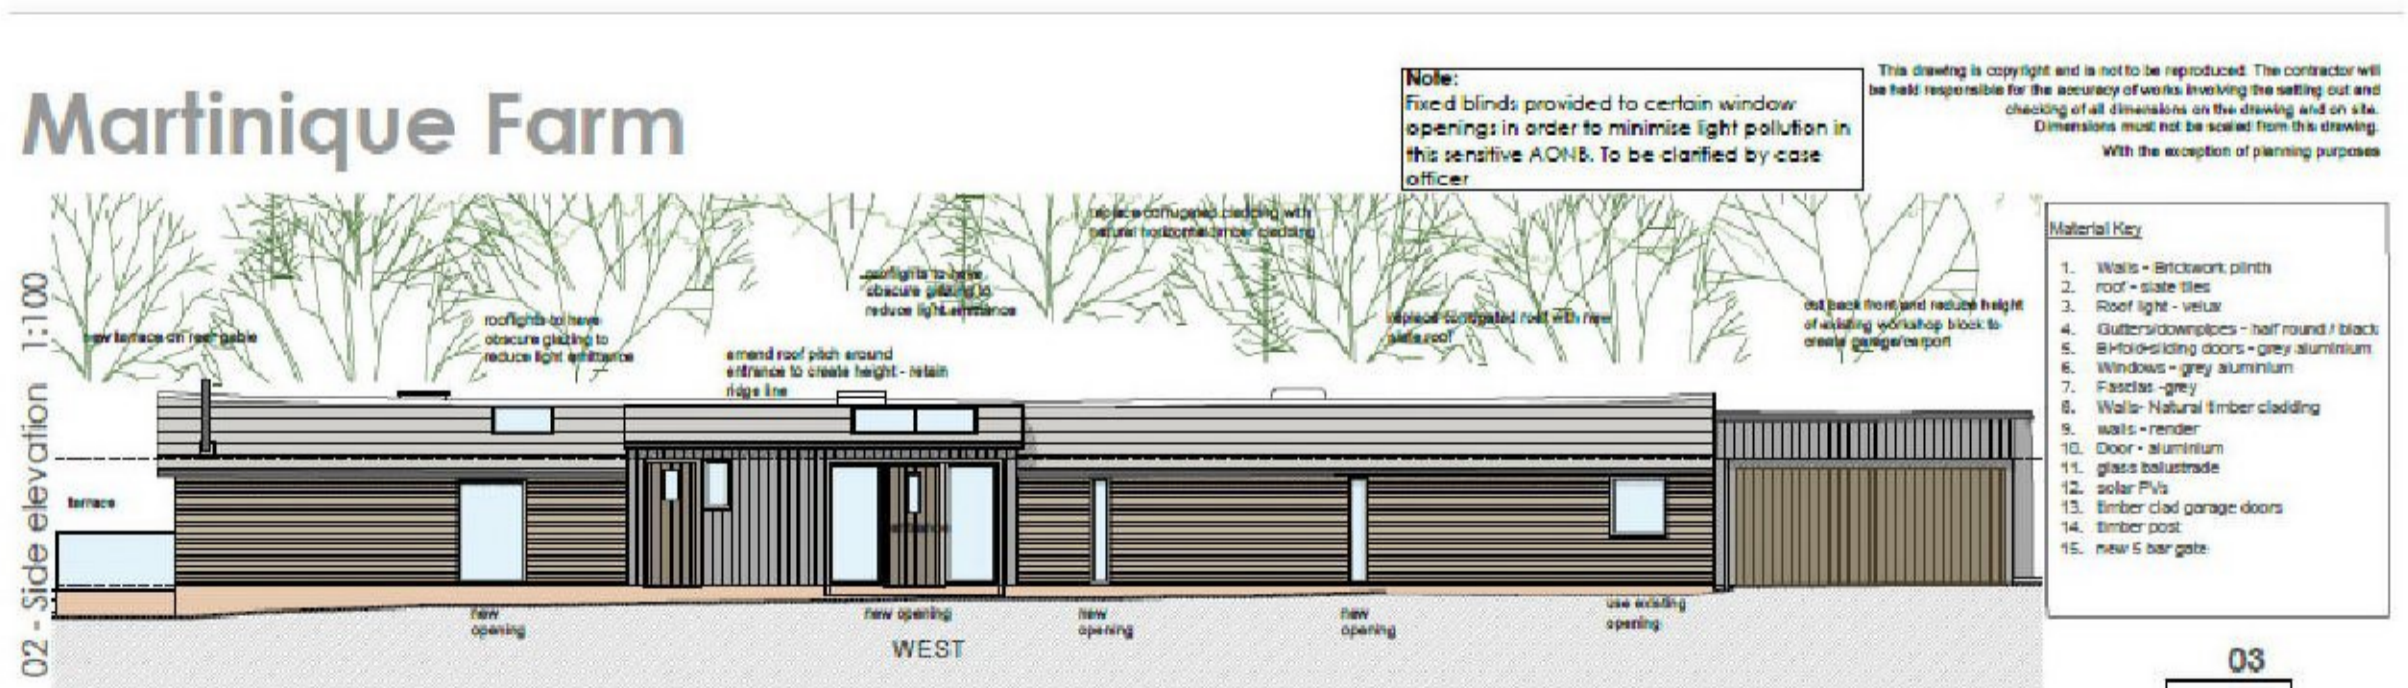 Martinique Farm
Note:
Fixed blinds provided to certain window
openings in order to minimise light pollution in
this sensitive AONB. To be clarified by case
officer
This drawing is copyright and is not to be reproduced. The contractor will
be held responsible for the accuracy of works involving the setting out and
checking of all dimensions on the drawing and on site.
Dimensions must not be scaled from this drawing.
With the exception of planning purposes
02 - Side elevation 1:100
new terrace on roof gable
rooflights to have
obscure glazing to
reduce light emittance
amend roof pitch around
entrance to create height - retain
ridge line
rooflights to have
obscure glazing to
reduce light emittance
replace corrugated cladding with
natural horizontal timber cladding
replace corrugated roof with new
slate roof
cut back front and reduce height
of existing workshop block to
create garage/carport
terrace
entrance
new
opening
new opening
new
opening
new
opening
use existing
opening
WEST
Material Key
1. Walls - Brickwork plinth
2. roof - slate tiles
3. Roof light - velux
4. Gutters/downpipes - half round / black
5. Bi-fold-sliding doors - grey aluminium
6. Windows - grey aluminium
7. Fascias -grey
8. Walls- Natural timber cladding
9. walls - render
10. Door - aluminium
11. glass balustrade
12. solar PVs
13. timber clad garage doors
14. timber post
15. new 5 bar gate
03